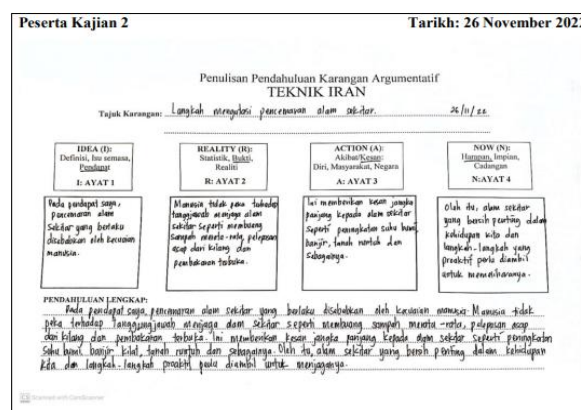 Peserta Kajian 2 Tarikh: 26 November 2022
Penulisan Pendahuluan Karangan Argumentatif
TEKNIK IRAN
Tajuk Karangan: Langkah mengatasi pencemaran alam sekitar. 26/11/22
IDEA (I):
Definisi, Isu semasa,
Pendapat
I: AYAT 1
REALITY (R):
Statistik, Bukti,
Realiti
R: AYAT 2
ACTION (A):
Akibat/Kesan:
Diri, Masyarakat, Negara
A: AYAT 3
NOW (N):
Harapan, Impian,
Cadangan
N:AYAT 4
Pada pendapat saya,
pencemaran alam
sekitar yang berlaku
disebabkan oleh kecuaian
manusia.
Manusia tidak peka terhadap
tanggungjawab menjaga alam
sekitar seperti membuang
sampah merata-rata, pelepasan
asap dari kilang dan
pembakaran terbuka.
Ini memberikan kesan jangka
panjang kepada alam sekitar
seperti peningkatan suhu bumi,
banjir, tanah runtuh dan
sebagainya.
Oleh itu, alam sekitar
yang bersih penting dalam
kehidupan kita dan
langkah-langkah yang
proaktif perlu diambil
untuk memeliharanya.
PENDAHULUAN LENGKAP:
Pada pendapat saya, pencemaran alam sekitar yang berlaku disebabkan oleh kecuaian manusia. Manusia tidak
peka terhadap tanggungjawab menjaga alam sekitar seperti membuang sampah merata-rata, pelepasan asap
dari kilang dan pembakaran terbuka. Ini memberikan kesan jangka panjang kepada alam sekitar seperti peningkatan
suhu bumi, banjir kilat, tanah runtuh dan sebagainya. Oleh itu, alam sekitar yang bersih penting dalam kehidupan
kita dan langkah-langkah proaktif perlu diambil untuk menjaganya.
Scanned with CamScanner